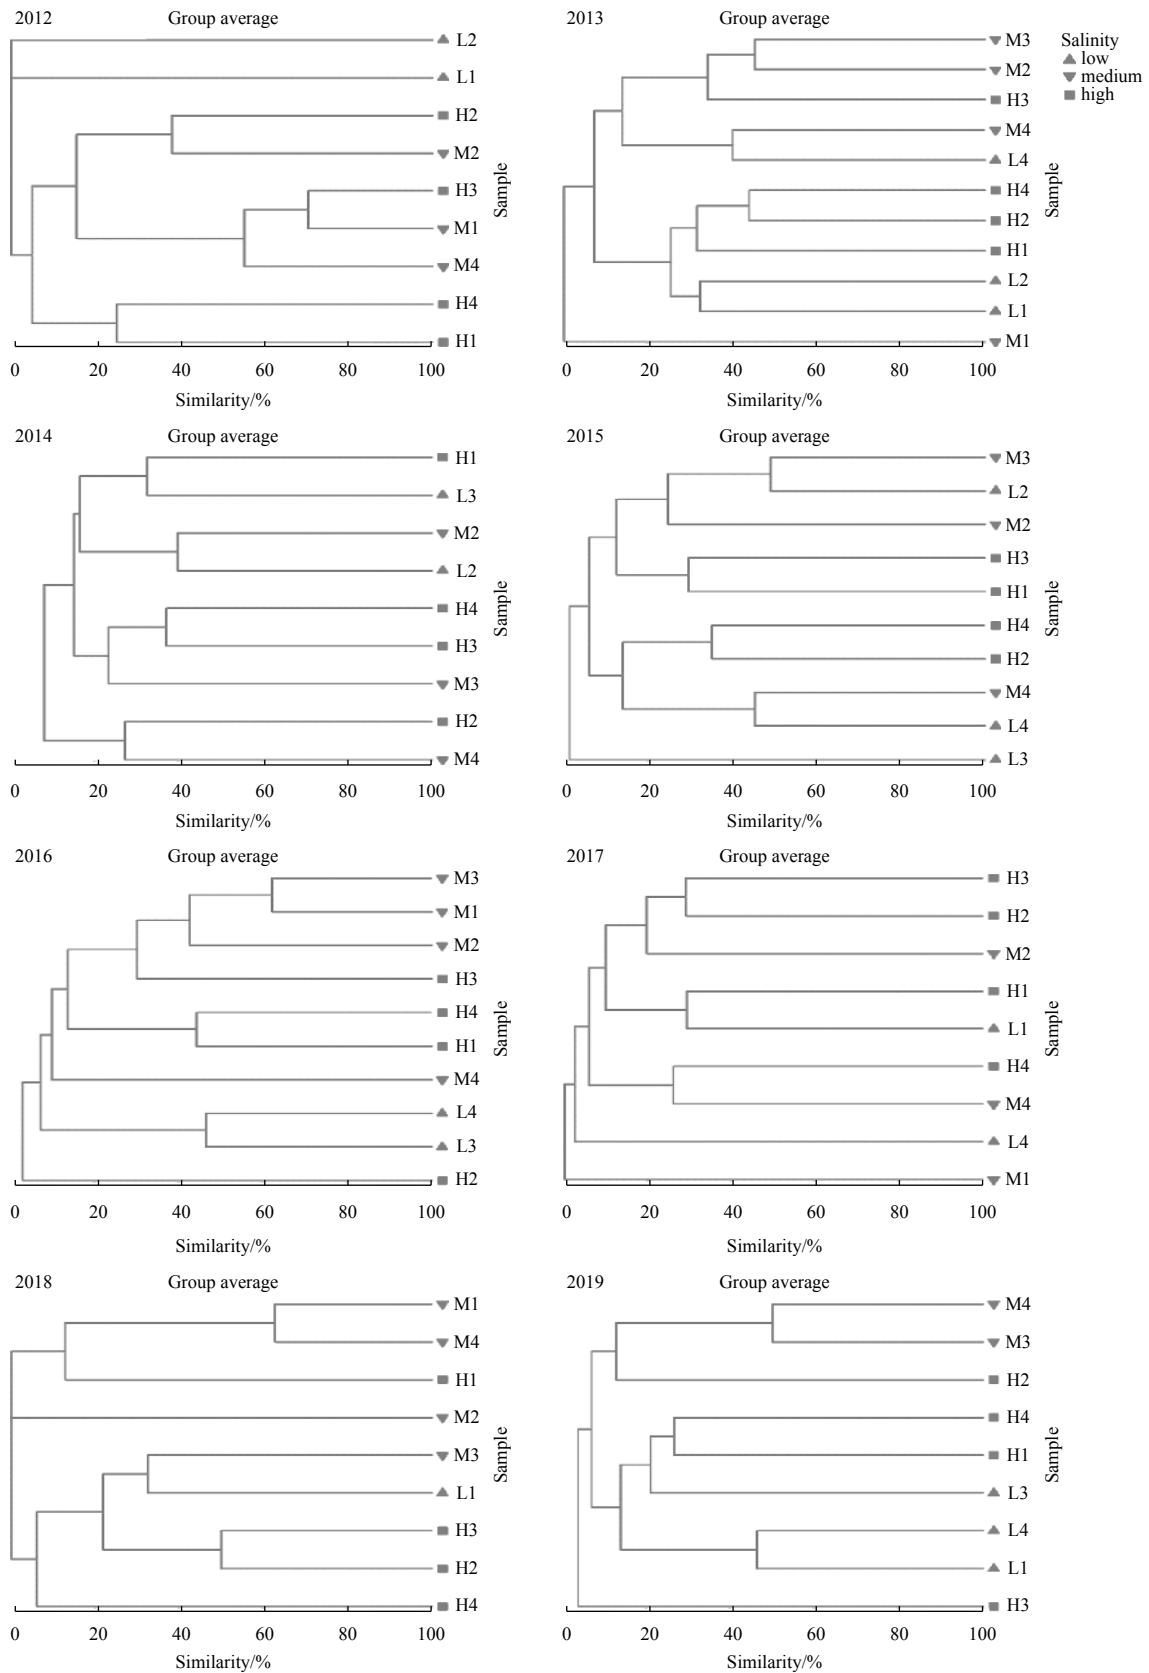 2012 Group average
L2
L1
H2
M2
H3
M1
M4
H4
H1
Sample
0 20 40 60 80 100
Similarity/%
2013 Group average
M3
M2
H3
M4
L4
H4
H2
H1
L2
L1
M1
Sample
0 20 40 60 80 100
Similarity/%
Salinity
low
medium
high
2014 Group average
H1
L3
M2
L2
H4
H3
M3
H2
M4
Sample
0 20 40 60 80 100
Similarity/%
2015 Group average
M3
L2
M2
H3
H1
H4
H2
M4
L4
L3
Sample
0 20 40 60 80 100
Similarity/%
2016 Group average
M3
M1
M2
H3
H4
H1
M4
L4
L3
H2
Sample
0 20 40 60 80 100
Similarity/%
2017 Group average
H3
H2
M2
H1
L1
H4
M4
L4
M1
Sample
0 20 40 60 80 100
Similarity/%
2018 Group average
M1
M4
H1
M2
M3
L1
H3
H2
H4
Sample
0 20 40 60 80 100
Similarity/%
2019 Group average
M4
M3
H2
H4
H1
L3
L4
L1
H3
Sample
0 20 40 60 80 100
Similarity/%